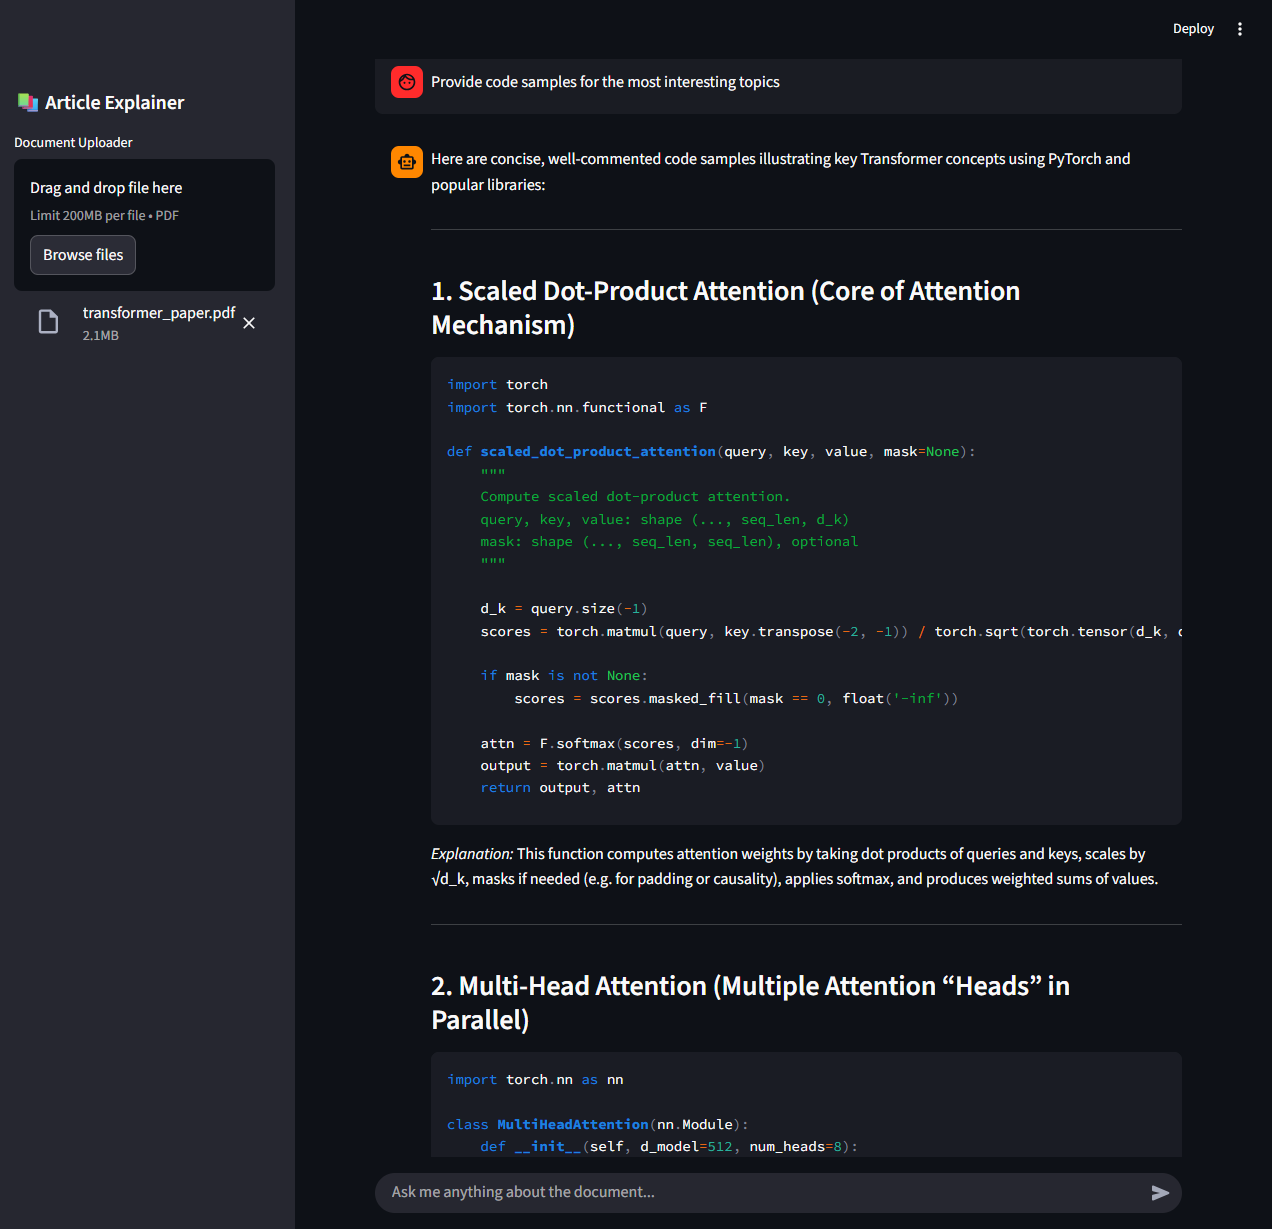 Deploy
Article Explainer
Document Uploader
Drag and drop file here
Limit 200MB per file • PDF
Browse files
transformer_paper.pdf
2.1MB
Provide code samples for the most interesting topics
Here are concise, well-commented code samples illustrating key Transformer concepts using PyTorch and
popular libraries:
1. Scaled Dot-Product Attention (Core of Attention
Mechanism)
import torch
import torch.nn.functional as F
def scaled_dot_product_attention(query, key, value, mask=None):
    """
    Compute scaled dot-product attention.
    query, key, value: shape (..., seq_len, d_k)
    mask: shape (..., seq_len, seq_len), optional
    """
    d_k = query.size(-1)
    scores = torch.matmul(query, key.transpose(-2, -1)) / torch.sqrt(torch.tensor(d_k,
    if mask is not None:
        scores = scores.masked_fill(mask == 0, float('-inf'))
    attn = F.softmax(scores, dim=-1)
    output = torch.matmul(attn, value)
    return output, attn
Explanation: This function computes attention weights by taking dot products of queries and keys, scales by
√d_k, masks if needed (e.g. for padding or causality), applies softmax, and produces weighted sums of values.
2. Multi-Head Attention (Multiple Attention “Heads” in
Parallel)
import torch.nn as nn
class MultiHeadAttention(nn.Module):
    def __init__(self, d_model=512, num_heads=8):
Ask me anything about the document...